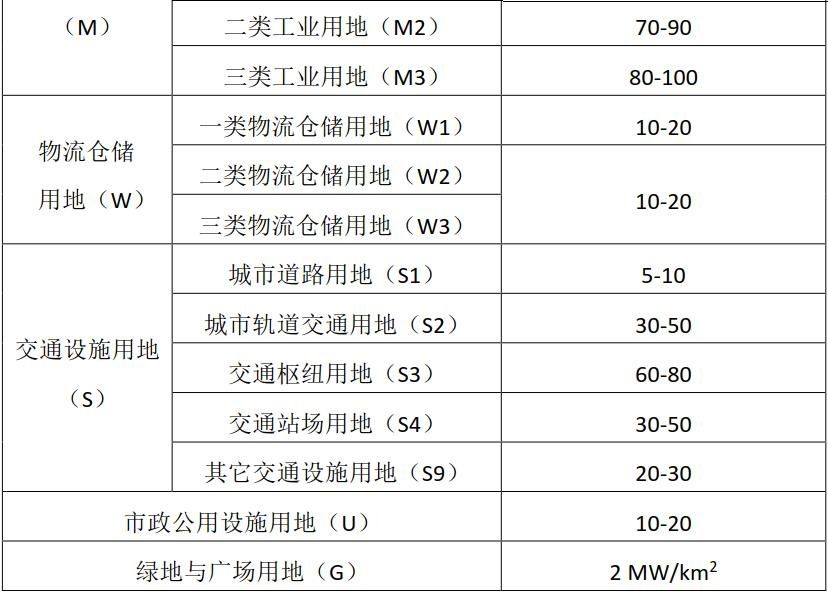 （M）
二类工业用地（M2） 70-90
三类工业用地（M3） 80-100
物流仓储
用地（W）
一类物流仓储用地（W1） 10-20
二类物流仓储用地（W2）
三类物流仓储用地（W3）
10-20
交通设施用地
（S）
城市道路用地（S1） 5-10
城市轨道交通用地（S2） 30-50
交通枢纽用地（S3） 60-80
交通站场用地（S4） 30-50
其它交通设施用地（S9） 20-30
市政公用设施用地（U） 10-20
绿地与广场用地（G） 2 MW/km²